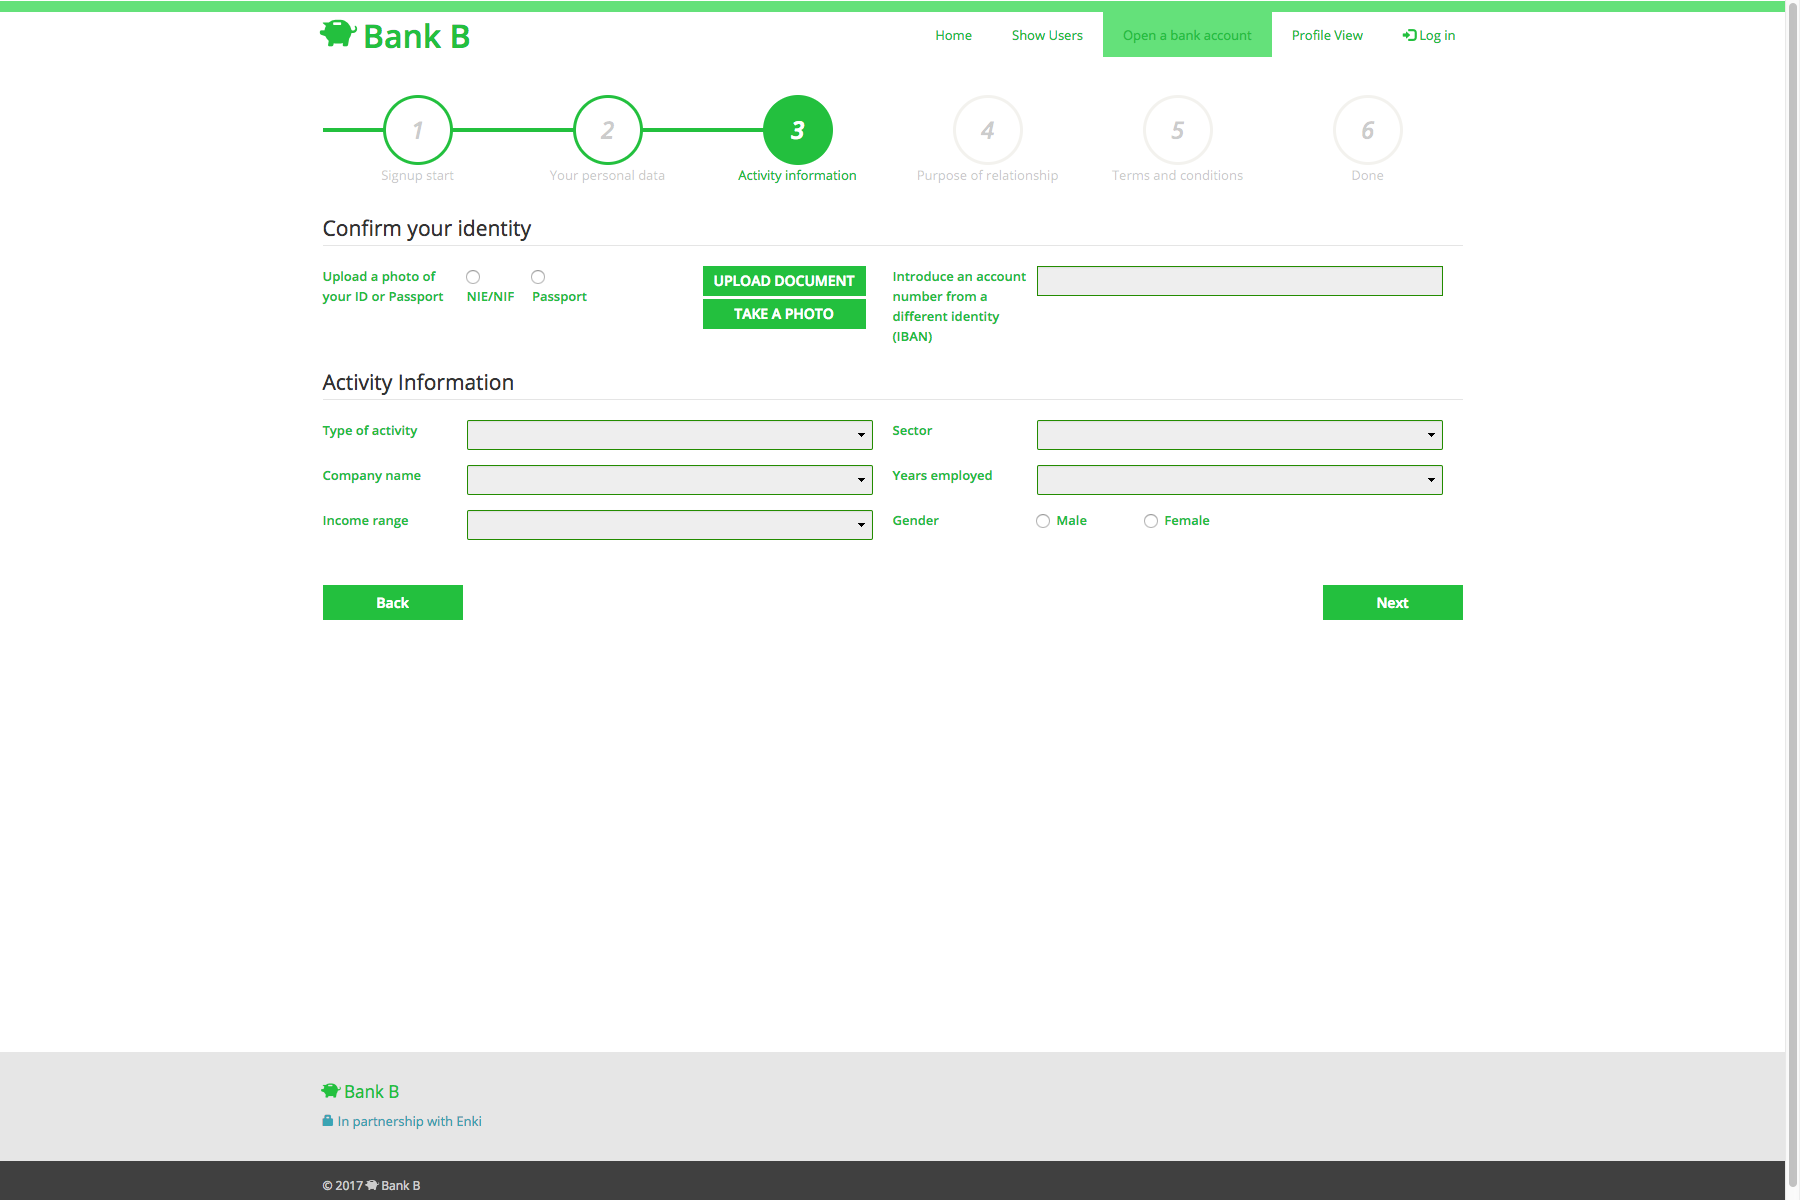 Bank B
Home
Show Users
Open a bank account
Profile View
Log in
1
2
3
4
5
6
Signup start
Your personal data
Activity information
Purpose of relationship
Terms and conditions
Done
Confirm your identity
Upload a photo of
your ID or Passport
NIE/NIF
Passport
UPLOAD DOCUMENT
TAKE A PHOTO
Introduce an account
number from a
different identity
(IBAN)
Activity Information
Type of activity
Sector
Company name
Years employed
Income range
Gender
Male
Female
Back
Next
Bank B
In partnership with Enki
© 2017 Bank B